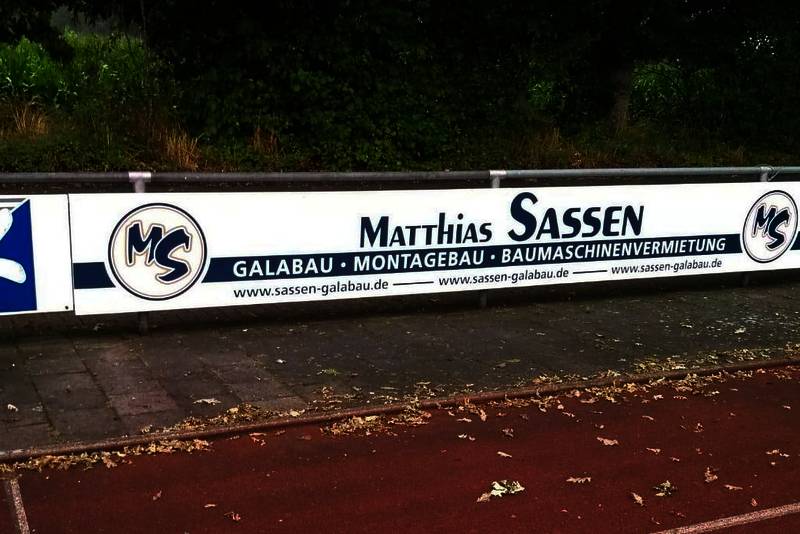 MS
MATTHIAS SASSEN
MS
GALABAU · MONTAGEBAU · BAUMASCHINENVERMIETUNG
www.sassen-galabau.de — www.sassen-galabau.de — www.sassen-galabau.de